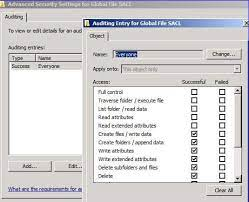 Advanced Security Settings for Global File SACL
Auditing
To view or edit details for an audit
Auditing entries:
Type Name
Success Everyone
Add... Edit...
What are the requirements for a
Auditing Entry for Global File SACL
Object
Name: Everyone Change...
Apply onto: This object only
Access: Successful Failed
Full control
Traverse folder / execute file
List folder / read data
Read attributes
Read extended attributes
Create files / write data
Create folders / append data
Write attributes
Write extended attributes
Delete subfolders and files
Delete
Clear All